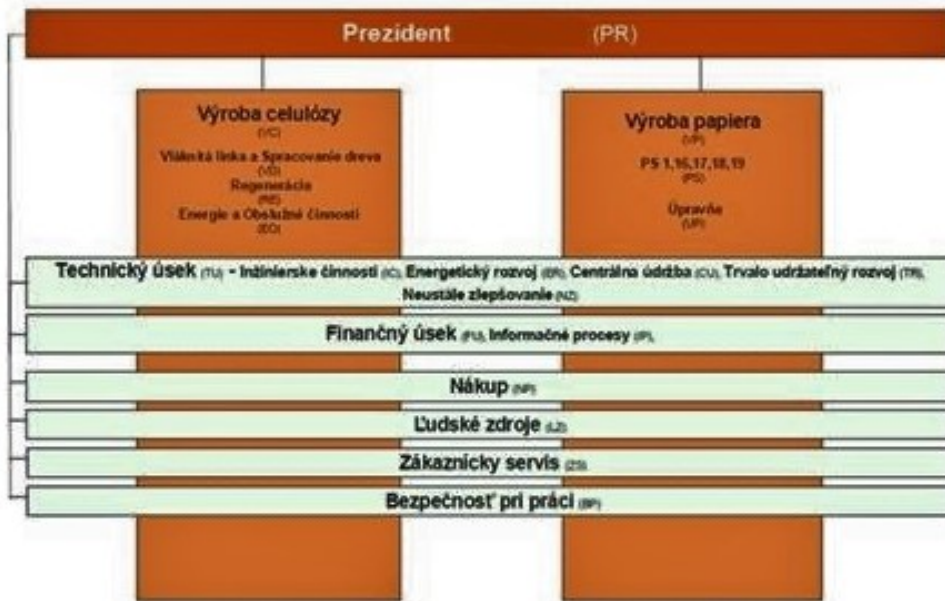 Prezident (PR)
Výroba celulózy
(VC)
Vláknitá linka a Spracovanie dreva
(VD)
Regenerácia
(RE)
Energie a Obslužné činnosti
(EO)
Výroba papiera
(VP)
PS 1,16,17,18,19
(PS)
Úpravňa
(UP)
Technický úsek (TU) - Inžinierske činnosti (IC), Energetický rozvoj (ER), Centrálna údržba (CU), Trvalo udržateľný rozvoj (TR),
Neustále zlepšovanie (NZ)
Finančný úsek (FU), Informačné procesy (IP),
Nákup (NP)
Ľudské zdroje (LZ)
Zákaznícky servis (ZS)
Bezpečnosť pri práci (BP)